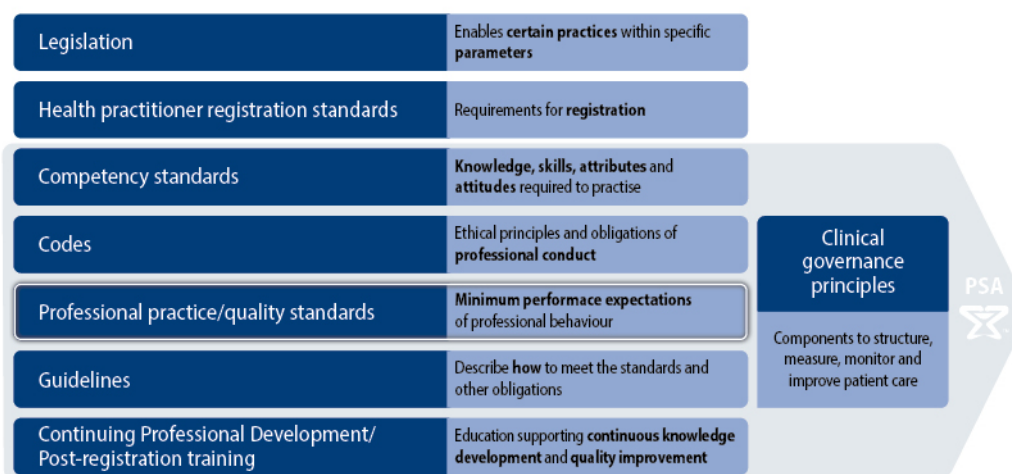 Legislation
Enables certain practices within specific
parameters
Health practitioner registration standards
Requirements for registration
Competency standards
Knowledge, skills, attributes and
attitudes required to practise
Codes
Ethical principles and obligations of
professional conduct
Professional practice/quality standards
Minimum performace expectations
of professional behaviour
Guidelines
Describe how to meet the standards and
other obligations
Continuing Professional Development/
Post-registration training
Education supporting continuous knowledge
development and quality improvement
Clinical
governance
principles
Components to structure,
measure, monitor and
improve patient care
PSA